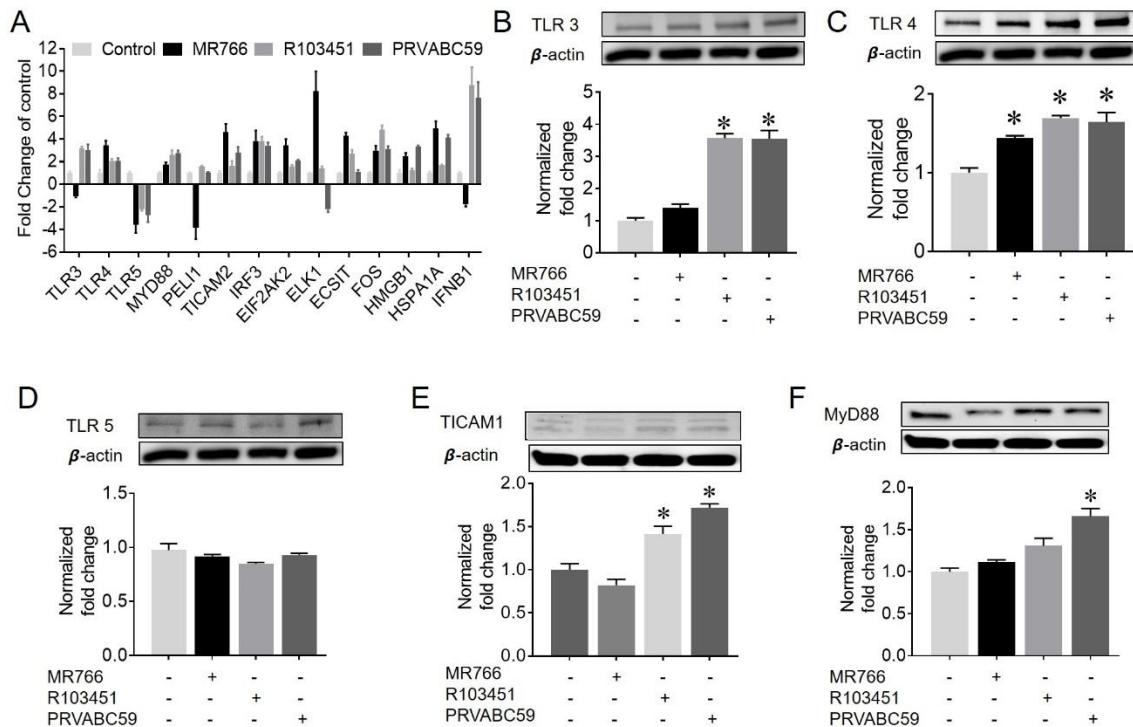 A
Control MR766 R103451 PRVABC59
Fold Change of control
12
10
8
6
4
2
0
-2
-4
-6
TLR3
TLR4
TLR5
MYD88
PELI1
TICAM2
IRF3
EIF2AK2
ELK1
ECSIT
FOS
HMGB1
HSPA1A
IFNB1
B
TLR 3
β-actin
Normalized
fold change
5
4
3
2
1
0
* *
MR766 - + - -
R103451 - - + -
PRVABC59 - - - +
C
TLR 4
β-actin
Normalized
fold change
2
1
0
* * *
MR766 - + - -
R103451 - - + -
PRVABC59 - - - +
D
TLR 5
β-actin
Normalized
fold change
1.5
1.0
0.5
0.0
MR766 - + - -
R103451 - - + -
PRVABC59 - - - +
E
TICAM1
β-actin
Normalized
fold change
2.0
1.5
1.0
0.5
0.0
* *
MR766 - + - -
R103451 - - + -
PRVABC59 - - - +
F
MyD88
β-actin
Normalized
fold change
2.0
1.5
1.0
0.5
0.0
*
MR766 - + - -
R103451 - - + -
PRVABC59 - - - +